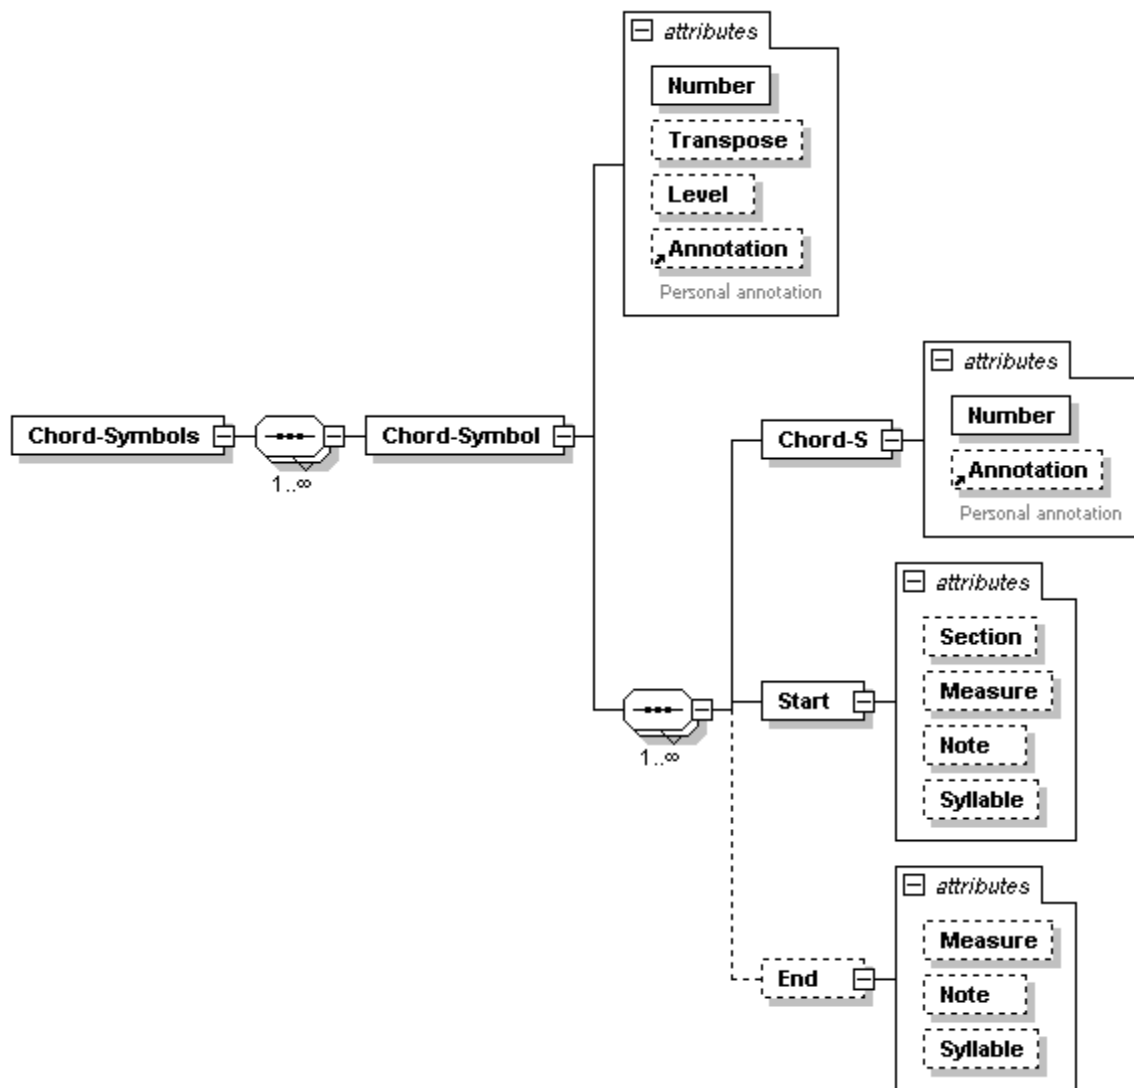 attributes
Number
Transpose
Level
Annotation
Personal annotation
Chord-Symbols
1..∞
Chord-Symbol
1..∞
Chord-S
attributes
Number
Annotation
Personal annotation
Start
attributes
Section
Measure
Note
Syllable
End
attributes
Measure
Note
Syllable